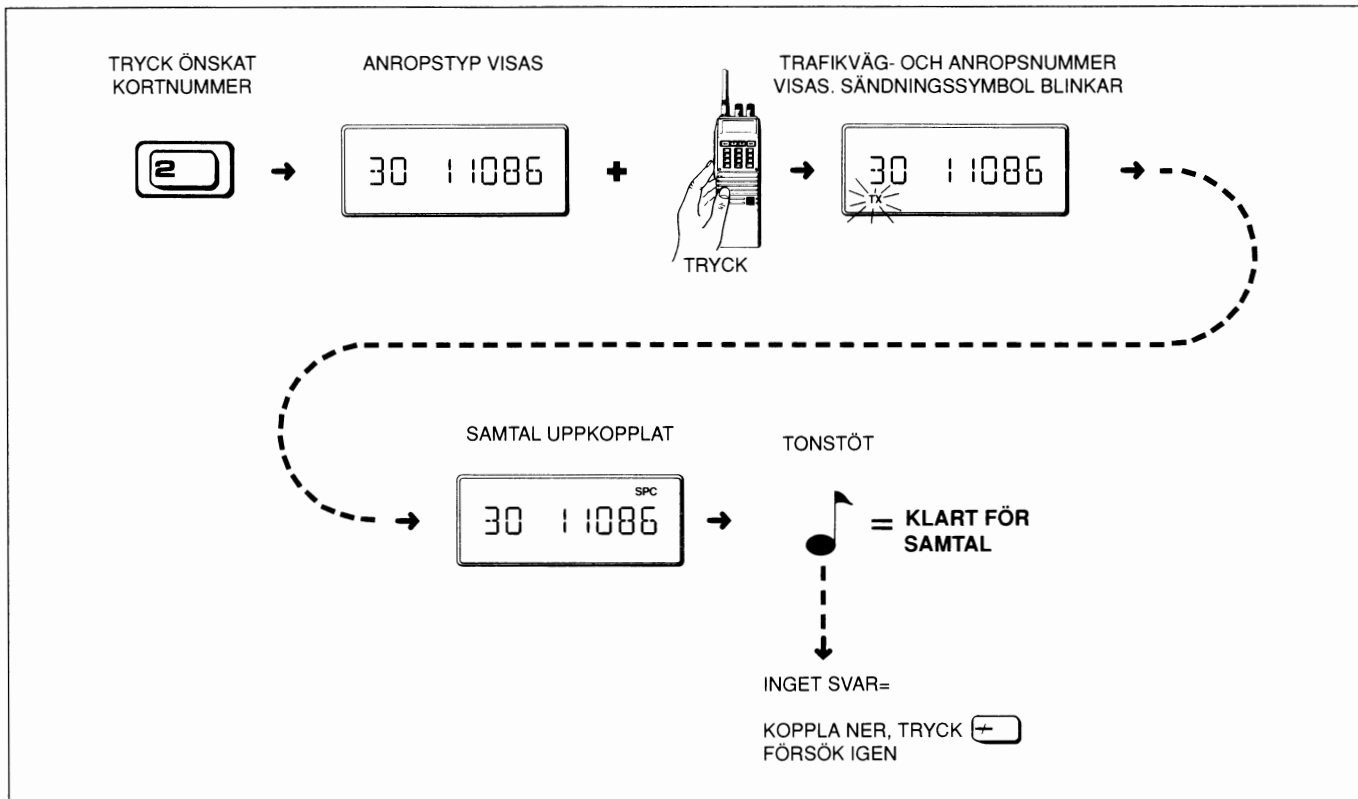 TRYCK ÖNSKAT
KORTNUMMER
ANROPSTYP VISAS
TRAFIKVÄG- OCH ANROPSNUMMER
VISAS. SÄNDNINGSSYMBOL BLINKAR
2
30 11086
+
TRYCK
30 11086
TX
SAMTAL UPPKOPPLAT
SPC
30 11086
TONSTÖT
= KLART FÖR
SAMTAL
INGET SVAR=
KOPPLA NER, TRYCK
FÖRSÖK IGEN